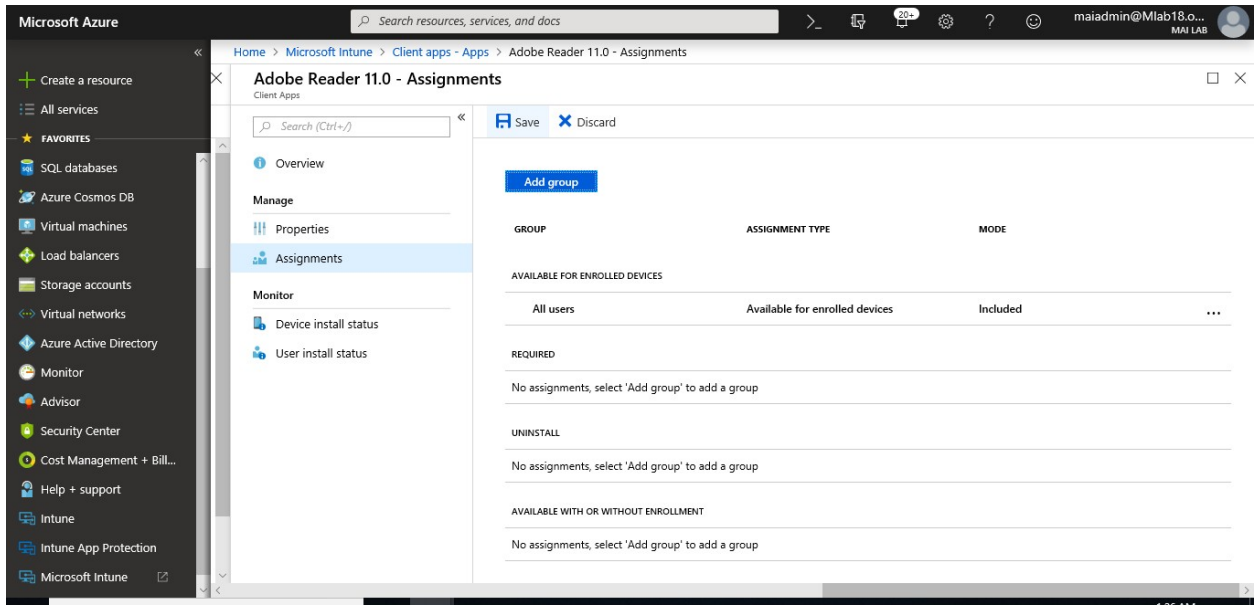 Microsoft Azure
Search resources, services, and docs
20+
maiadmin@Mlab18.o...
MAI LAB
Home > Microsoft Intune > Client apps - Apps > Adobe Reader 11.0 - Assignments
Create a resource
All services
FAVORITES
SQL databases
Azure Cosmos DB
Virtual machines
Load balancers
Storage accounts
Virtual networks
Azure Active Directory
Monitor
Advisor
Security Center
Cost Management + Bill...
Help + support
Intune
Intune App Protection
Microsoft Intune
Adobe Reader 11.0 - Assignments
Client Apps
Search (Ctrl+/)
Overview
Manage
Properties
Assignments
Monitor
Device install status
User install status
Save Discard
Add group
GROUP ASSIGNMENT TYPE MODE
AVAILABLE FOR ENROLLED DEVICES
All users Available for enrolled devices Included ...
REQUIRED
No assignments, select 'Add group' to add a group
UNINSTALL
No assignments, select 'Add group' to add a group
AVAILABLE WITH OR WITHOUT ENROLLMENT
No assignments, select 'Add group' to add a group